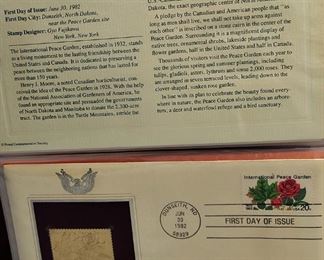 First Day of Issue: June 30, 1982
First Day City: Dunseith, North Dakota,
near the Peace Garden site
Stamp Designer: Gyo Fujikawa
New York, New York
The International Peace Garden, established in 1932, stands
as a living monument to the lasting friendship between the
United States and Canada. It is dedicated to preserving a
peace between the neighboring nations that has lasted for
more than 150 years.
Henry J. Moore, a noted Canadian horticulturist, con-
ceived the idea of the Peace Garden in 1928. With the help
of the National Association of Gardeners of America, he
found an appropriate site and persuaded the governments
of North Dakota and Manitoba to donate the 2,300-acre
tract. The garden is in the Turtle Mountains, astride the
Dakota, the exact geographic center of North
A pledge by the Canadian and American people that "as
long as men shall live, we shall not take up arms against
each other" is inscribed on a stone cairn in the center of the
Clover Garden. Surrounding it is a magnificent display of
native trees, ornamental shrubs, lakeside plantings and
flower gardens, half in the United States and half in Canada.
Thousands of visitors visit the Peace Garden each year to
see the glorious spring and summer plantings, including
tulips, gladioli, asters, lythrums and some 2,000 roses. They
are arranged in seven terraced levels, leading down to the
Clover-shaped sunken rose garden.
In line with its plan to celebrate the beauty found every-
where in nature, the Peace Garden also includes an arbore-
tum, a deer and waterfowl refuge and a bird sanctuary.
DUNSEITH, ND
JUN
30
1982
58329
International Peace Garden
USA
20c
FIRST DAY OF ISSUE